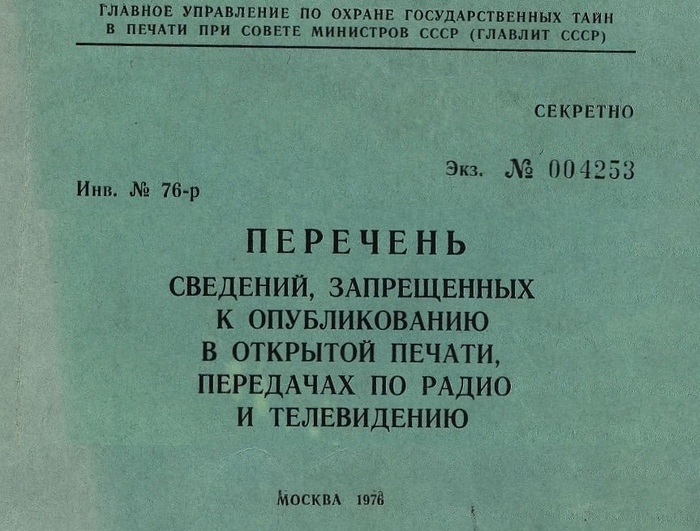 ГЛАВНОЕ УПРАВЛЕНИЕ ПО ОХРАНЕ ГОСУДАРСТВЕННЫХ ТАЙН
В ПЕЧАТИ ПРИ СОВЕТЕ МИНИСТРОВ СССР (ГЛАВЛИТ СССР)
СЕКРЕТНО
Экз. № 004253
Инв. № 76-р
ПЕРЕЧЕНЬ
СВЕДЕНИЙ, ЗАПРЕЩЕННЫХ
К ОПУБЛИКОВАНИЮ
В ОТКРЫТОЙ ПЕЧАТИ,
ПЕРЕДАЧАХ ПО РАДИО
И ТЕЛЕВИДЕНИЮ
МОСКВА 1976